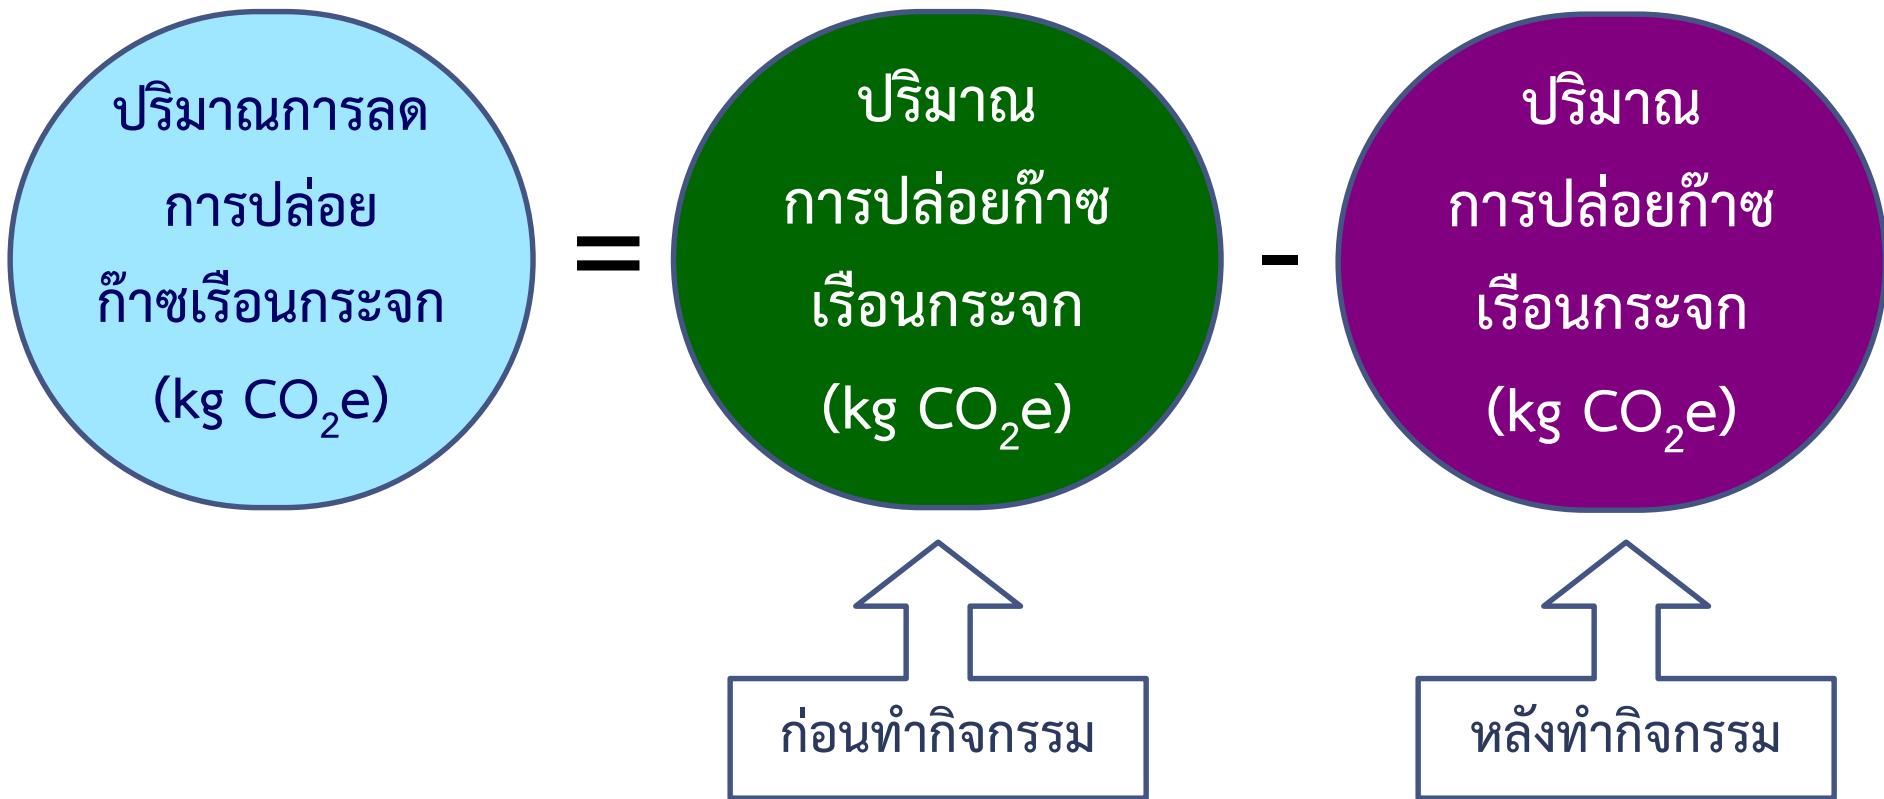 ปริมาณการลด
การปล่อย
ก๊าซเรือนกระจก
(kg CO₂e)
=
ปริมาณ
การปล่อยก๊าซ
เรือนกระจก
(kg CO₂e)
-
ปริมาณ
การปล่อยก๊าซ
เรือนกระจก
(kg CO₂e)
ก่อนทำกิจกรรม
หลังทำกิจกรรม